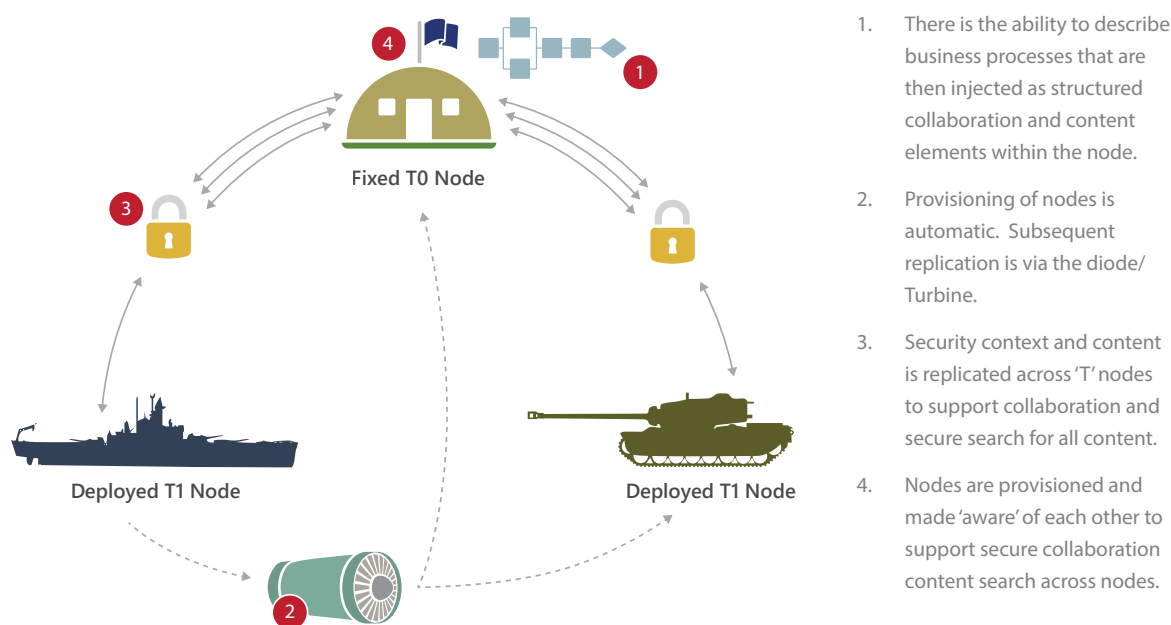 4
1
Fixed T0 Node
3
Deployed T1 Node
Deployed T1 Node
2
1. There is the ability to describe
business processes that are
then injected as structured
collaboration and content
elements within the node.
2. Provisioning of nodes is
automatic. Subsequent
replication is via the diode/
Turbine.
3. Security context and content
is replicated across ‘T’ nodes
to support collaboration and
secure search for all content.
4. Nodes are provisioned and
made ‘aware’ of each other to
support secure collaboration
content search across nodes.